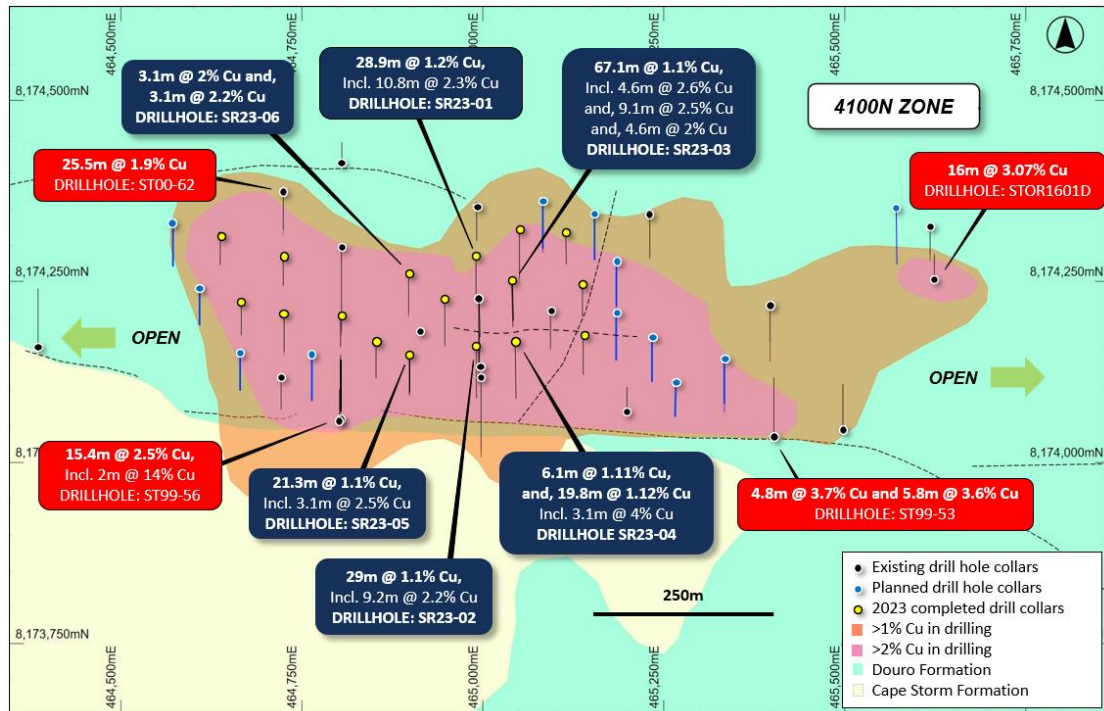 464,500mE
464,750mE
465,500mE
8,174,500mN
8,174,500mN
3.1m @ 2% Cu and,
3.1m @ 2.2% Cu
DRILLHOLE: SR23-06
28.9m @ 1.2% Cu,
Incl. 10.8m @ 2.3% Cu
DRILLHOLE: SR23-01
67.1m @ 1.1% Cu,
Incl. 4.6m @ 2.6% Cu
and, 9.1m @ 2.5% Cu
and, 4.6m @ 2% Cu
DRILLHOLE: SR23-03
4100N ZONE
25.5m @ 1.9% Cu
DRILLHOLE: ST00-62
16m @ 3.07% Cu
DRILLHOLE: STOR1601D
8,174,250mN
8,174,250mN
OPEN
OPEN
15.4m @ 2.5% Cu,
Incl. 2m @ 14% Cu
DRILLHOLE: ST99-56
21.3m @ 1.1% Cu,
Incl. 3.1m @ 2.5% Cu
DRILLHOLE: SR23-05
6.1m @ 1.11% Cu,
and, 19.8m @ 1.12% Cu
Incl. 3.1m @ 4% Cu
DRILLHOLE SR23-04
8,174,000mN
4.8m @ 3.7% Cu and 5.8m @ 3.6% Cu
DRILLHOLE: ST99-53
29m @ 1.1% Cu,
Incl. 9.2m @ 2.2% Cu
DRILLHOLE: SR23-02
250m
8,173,750mN
Existing drill hole collars
Planned drill hole collars
2023 completed drill collars
>1% Cu in drilling
>2% Cu in drilling
Douro Formation
Cape Storm Formation
464,500mE
464,750mE
465,000mE
465,250mE